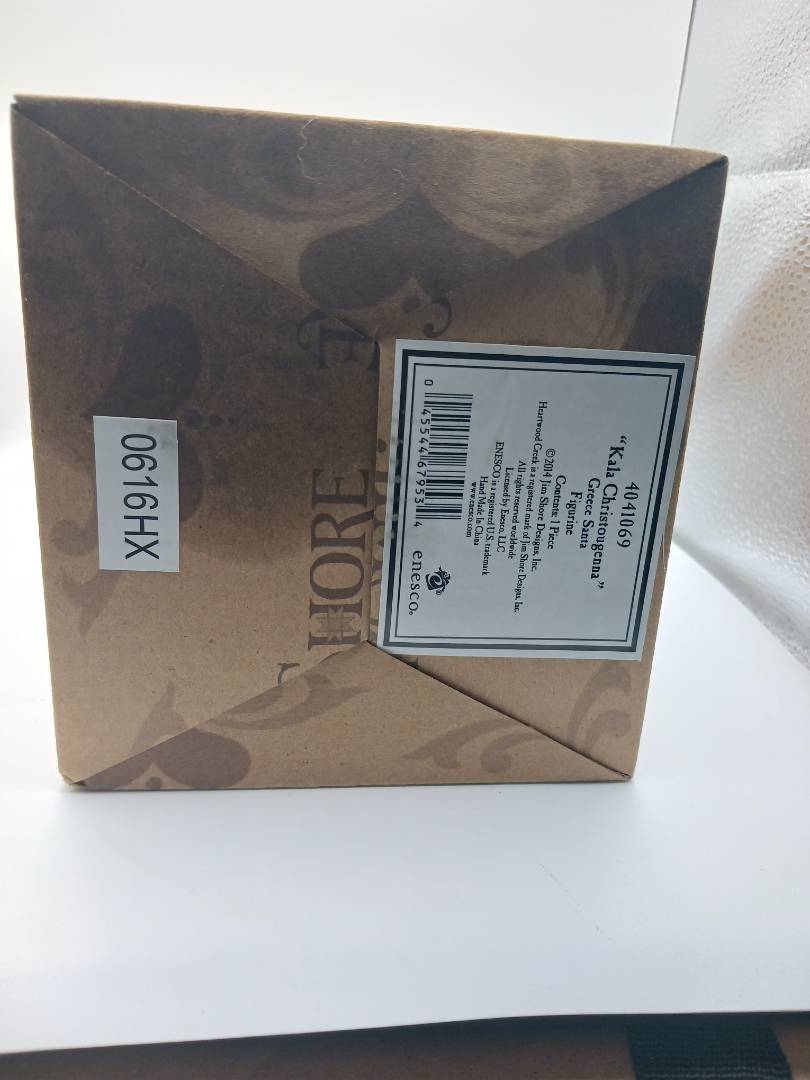 4041069
“Kala Christougenna”
Greece Santa
Figurine
Contents: 1 Piece
© 2014 Jim Shore Designs, Inc.
Heartwood Creek is a registered mark of Jim Shore Designs, Inc.
All rights reserved worldwide
Licensed by Enesco, LLC
ENESCO is a registered U.S. trademark
Hand Made In China
www.enesco.com
0 45544 67953 4
enesco®
HORE
E
0616HX